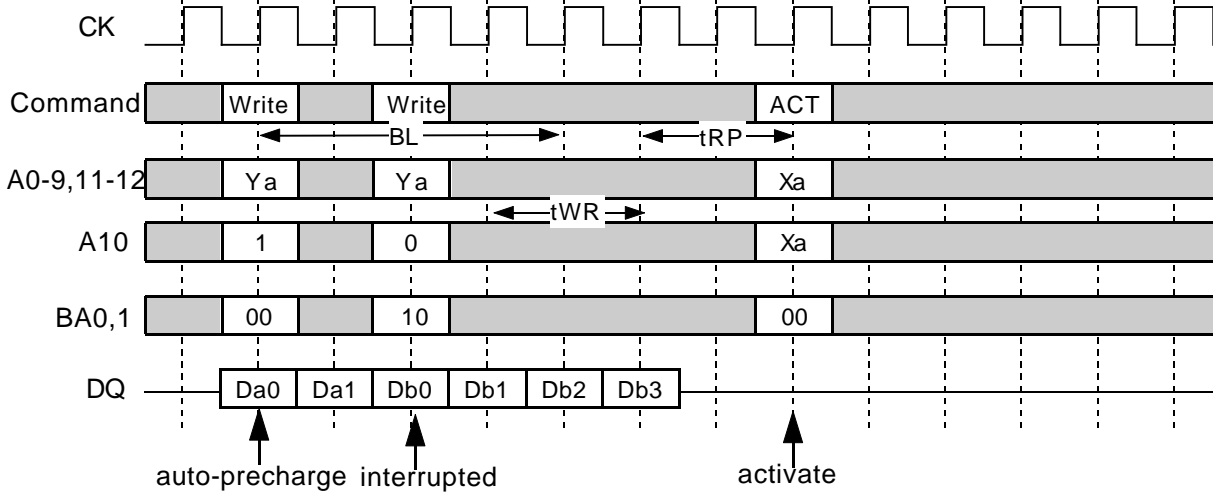 CK
Command Write Write ACT
BL tRP
A0-9,11-12 Ya Ya Xa
tWR
A10 1 0 Xa
BA0,1 00 10 00
DQ Da0 Da1 Db0 Db1 Db2 Db3
auto-precharge interrupted activate